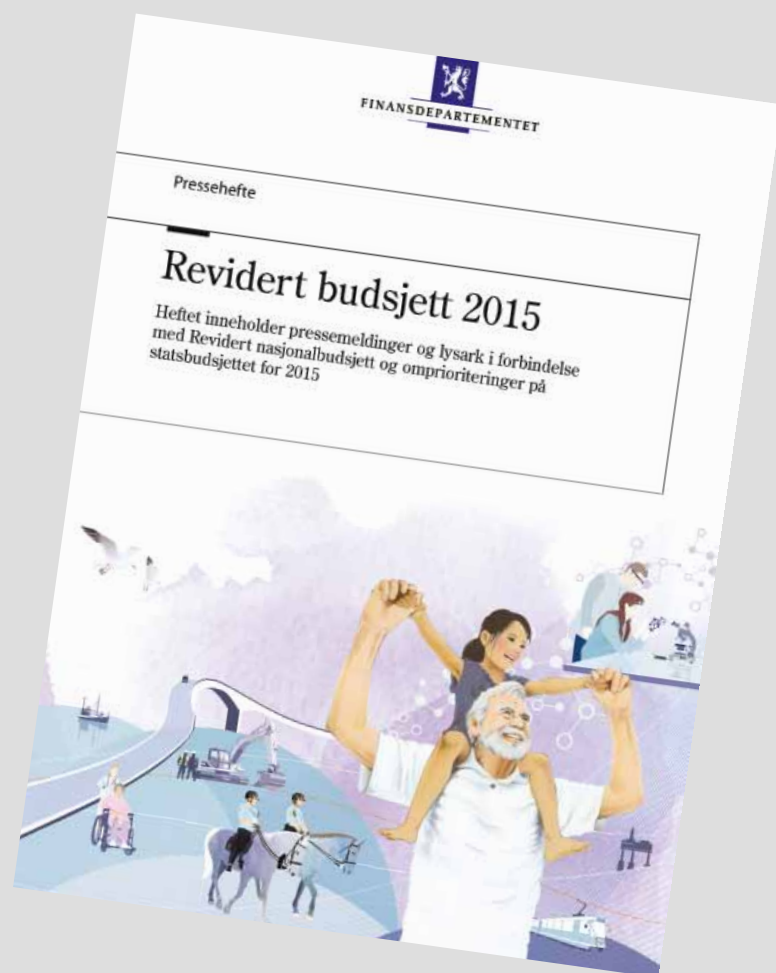 FINANSDEPARTEMENTET
Pressehefte
Revidert budsjett 2015
Heftet inneholder pressemeldinger og lysark i forbindelse
med Revidert nasjonalbudsjett og omprioriteringer på
statsbudsjettet for 2015